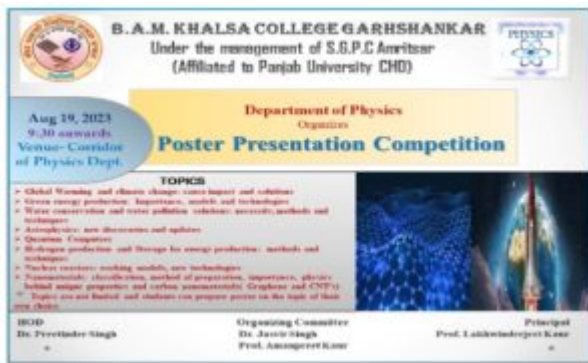 B.A.M. KHALSA COLLEGE GARHSHANKAR
Under the management of S.G.P.C Amritsar
(Affiliated to Panjab University CHD)
PHYSICS
Aug 19, 2023
9:30 onwards
Venue- Corridor
of Physics Dept.
Department of Physics
Organizes
Poster Presentation Competition
TOPICS
Global Warming and climate change: causes impact and solutions
Green energy production: Importance, models and technologies
Water conservation and water pollution solutions: necessity, methods and
techniques
Astrophysics: new discoveries and updates
Quantum Computers
Hydrogen production and Storage for energy production: methods and
techniques
Nuclear reactors: working models, new technologies
Nanomaterials: classification, method of preparation, importance, physics
behind unique properties and carbon nanomaterials( Graphene and CNT's)
Topics are not limited and students can prepare poster on the topic of their
own choice
HOD
Dr. Preetinder Singh
Organizing Committee
Dr. Jasvir Singh
Prof. Amanpreet Kaur
Principal
Prof. Lakhwinderjeet Kaur